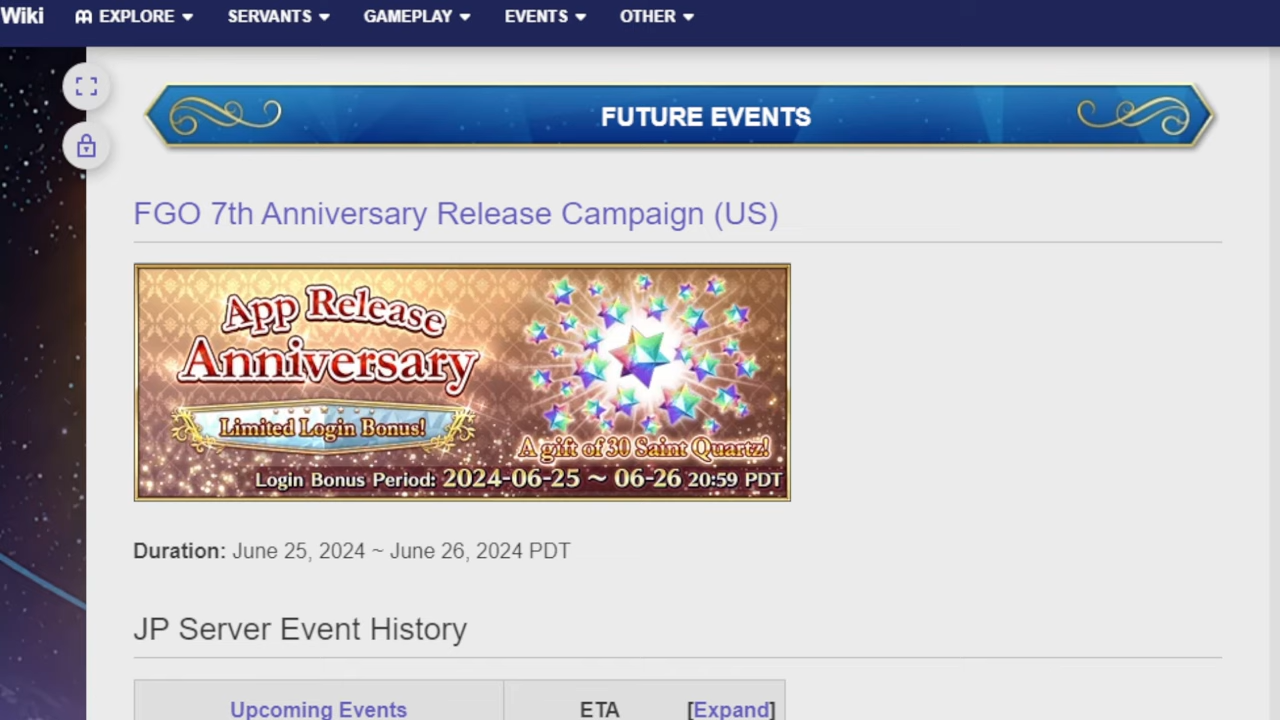 Wiki EXPLORE SERVANTS GAMEPLAY EVENTS OTHER
FUTURE EVENTS
FGO 7th Anniversary Release Campaign (US)
App Release
Anniversary
Limited Login Bonus!
A gift of 30 Saint Quartz!
Login Bonus Period: 2024-06-25 ~ 06-26 20:59 PDT
Duration: June 25, 2024 ~ June 26, 2024 PDT
JP Server Event History
Upcoming Events ETA [Expand]